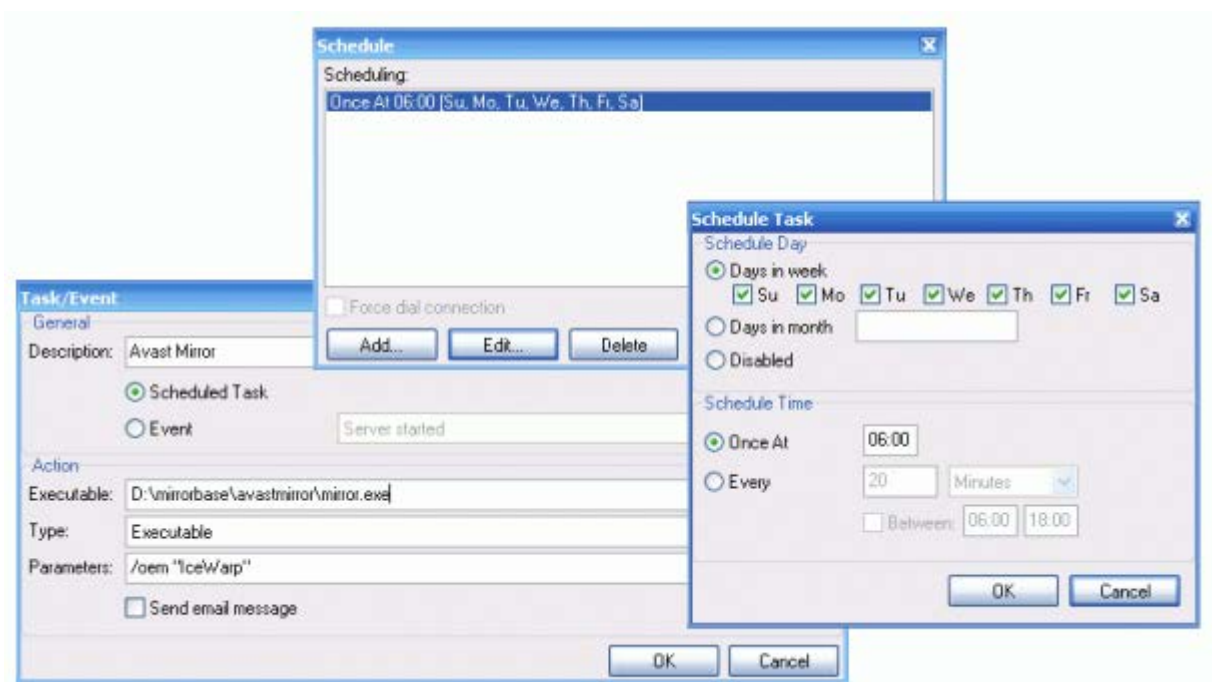 Schedule
Scheduling:
Once At 06:00 [Su, Mo, Tu, We, Th, Fr, Sa]
Force dial connection
Add... Edit... Delete
Task/Event
General
Description: Avast Mirror
Scheduled Task
Event Server started
Action
Executable: D:\mirrorbase\avastmirror\mirror.exe
Type: Executable
Parameters: /oem "IceWarp"
Send email message
OK Cancel
Schedule Task
Schedule Day
Days in week
Su Mo Tu We Th Fr Sa
Days in month
Disabled
Schedule Time
Once At 06:00
Every 20 Minutes
Between: 06:00 18:00
OK Cancel